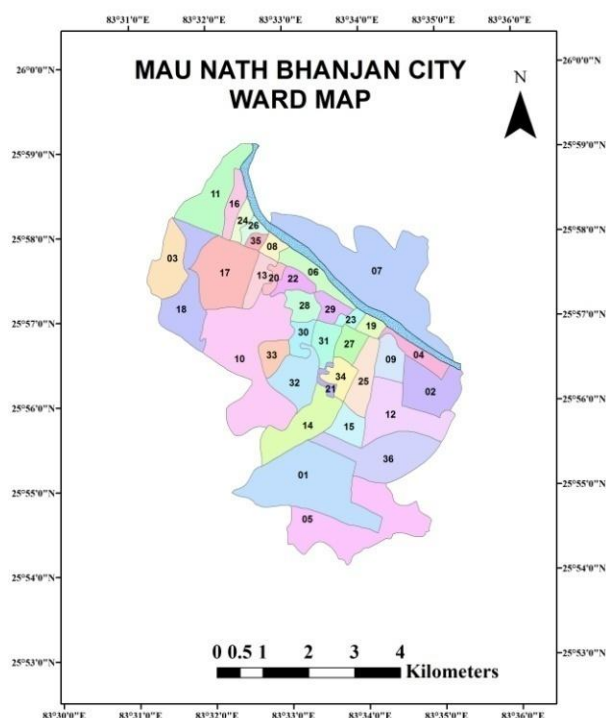 83°31'0"E 83°32'0"E 83°33'0"E 83°34'0"E 83°35'0"E 83°36'0"E
26°0'0"N 26°0'0"N
MAU NATH BHANJAN CITY
WARD MAP
N
25°59'0"N 25°59'0"N
11
16
24
26
25°58'0"N 25°58'0"N
35
08
03
17
13
20
22
06
07
18
28
29
23
19
25°57'0"N 25°57'0"N
10
30
31
27
33
09
04
32
34
21
25
02
25°56'0"N 25°56'0"N
12
14
15
36
01
25°55'0"N 25°55'0"N
05
25°54'0"N 25°54'0"N
0 0.5 1 2 3 4
Kilometers
25°53'0"N 25°53'0"N
83°30'0"E 83°31'0"E 83°32'0"E 83°33'0"E 83°34'0"E 83°35'0"E 83°36'0"E